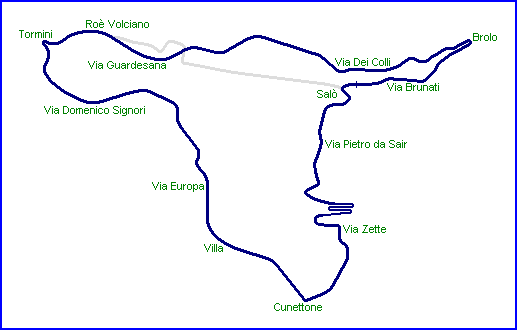 Roè Volciano
Tormini
Brolo
Via Guardesana
Via Dei Colli
Salò
Via Brunati
Via Domenico Signori
Via Pietro da Sair
Via Europa
Via Zette
Villa
Cunettone